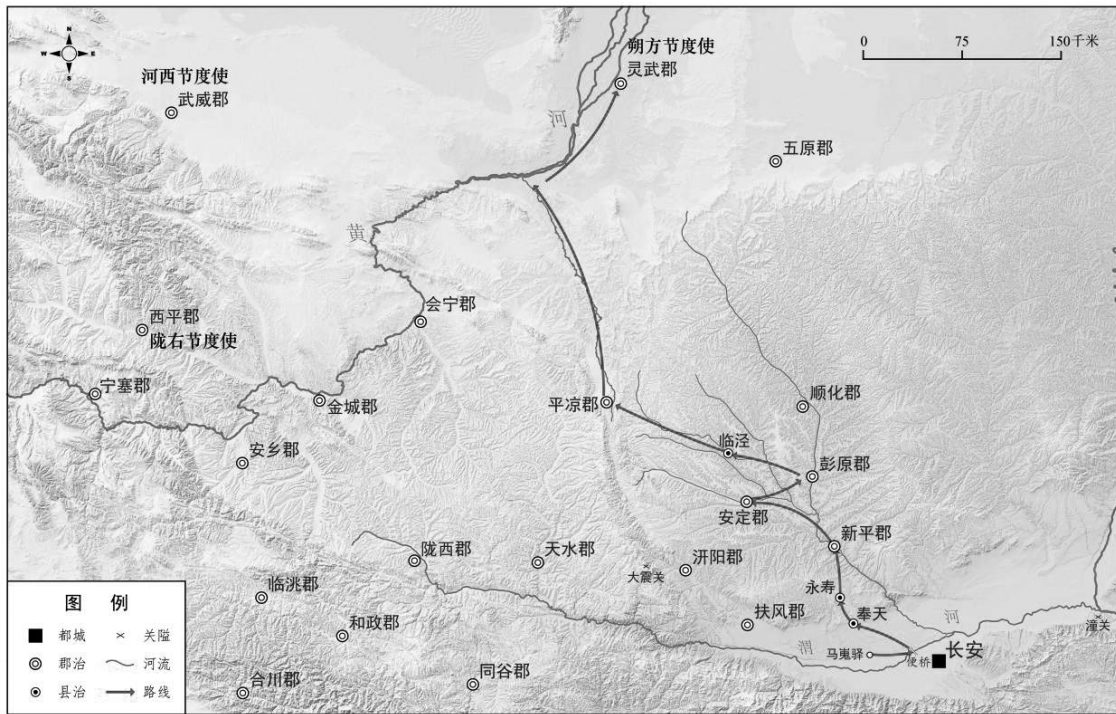 N
W
E
S
0
75
150千米
朔方节度使
灵武郡
河西节度使
武威郡
河
五原郡
黄
会宁郡
西平郡
陇右节度使
宁塞郡
金城郡
平凉郡
顺化郡
安乡郡
临泾
彭原郡
安定郡
新平郡
陇西郡
天水郡
大震关
汧阳郡
临洮郡
永寿
和政郡
扶风郡
奉天
河
潼关
渭
马嵬驿
便桥
长安
合川郡
同谷郡
图 例
都城
关隘
郡治
河流
县治
路线